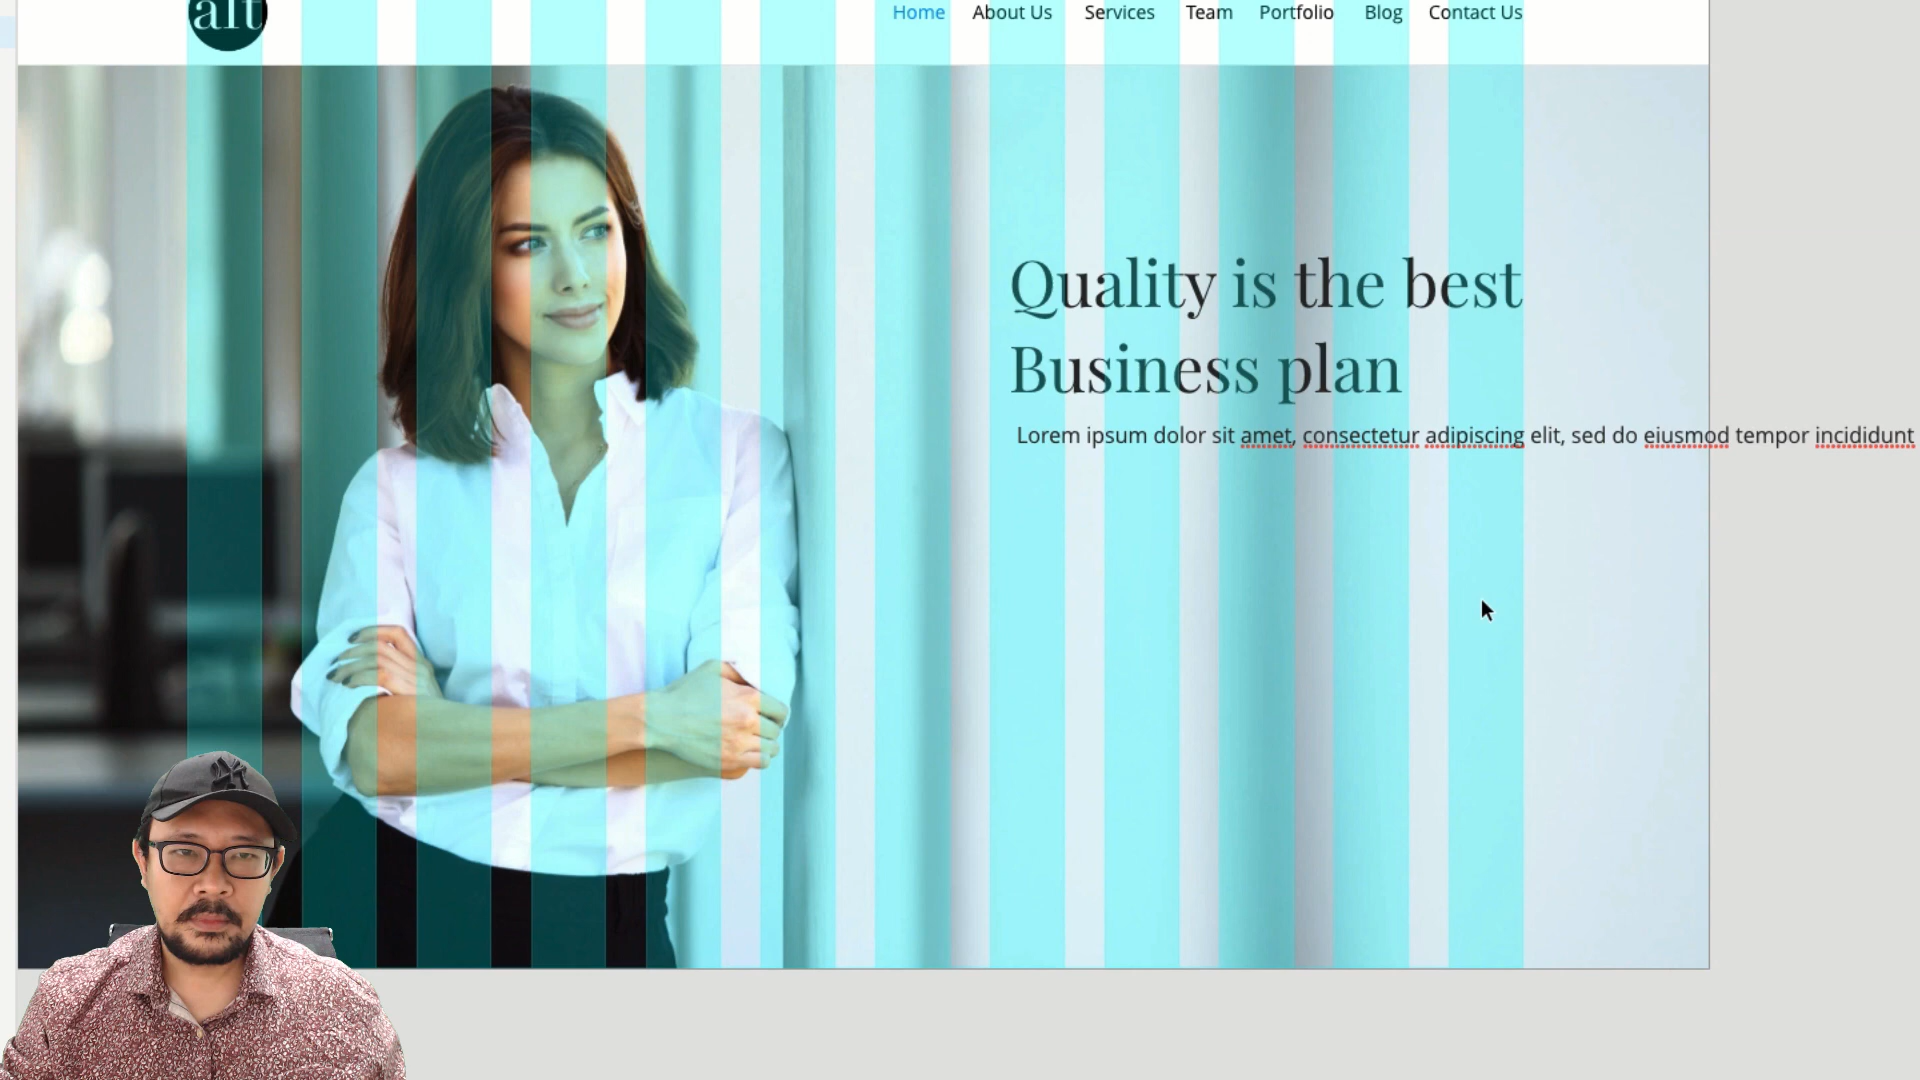 alt
Home About Us Services Team Portfolio Blog Contact Us
Quality is the best
Business plan
Lorem ipsum dolor sit amet, consectetur adipiscing elit, sed do eiusmod tempor incididunt